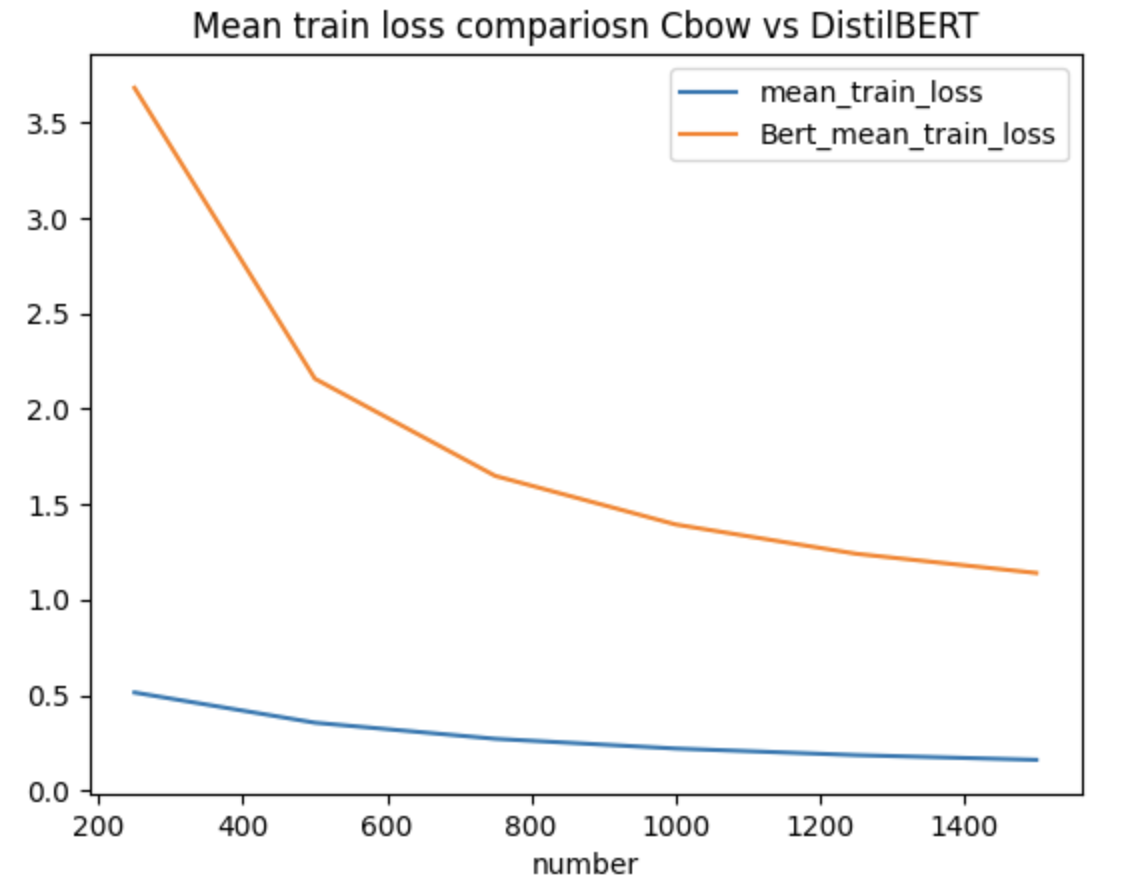 Mean train loss compariosn Cbow vs DistilBERT
mean_train_loss
Bert_mean_train_loss
3.5
3.0
2.5
2.0
1.5
1.0
0.5
0.0
200 400 600 800 1000 1200 1400
number